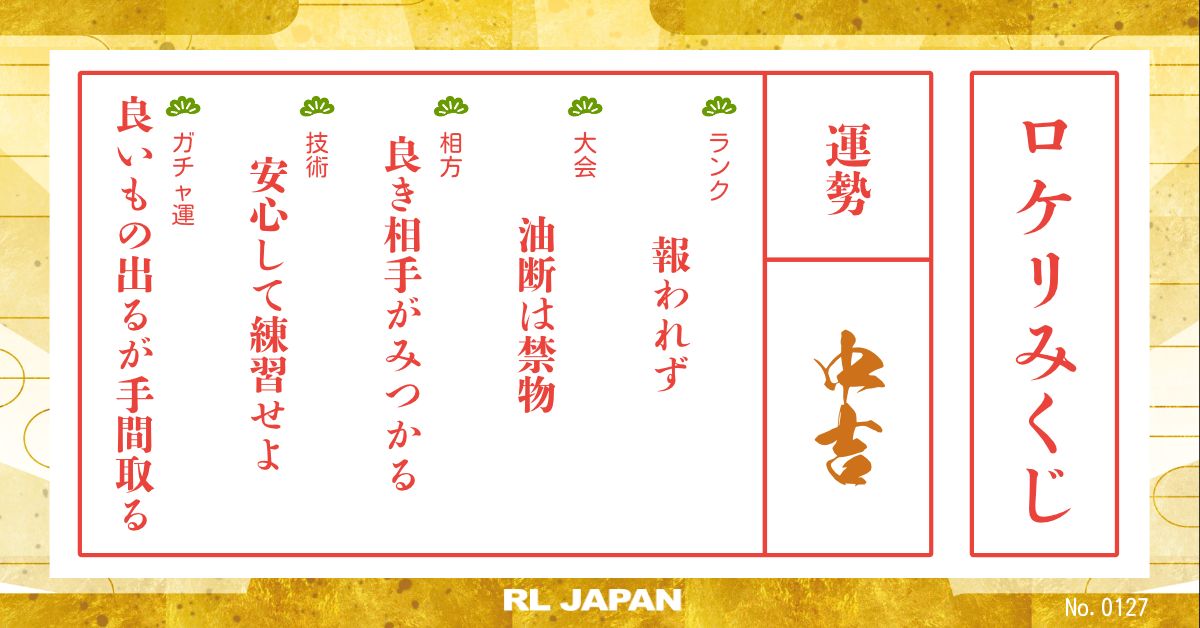 ロケリみくじ
運勢
中吉
ランク
報われず
大会
油断は禁物
相方
良き相手がみつかる
技術
安心して練習せよ
ガチャ運
良いもの出るが手間取る
RL JAPAN
No. 0127